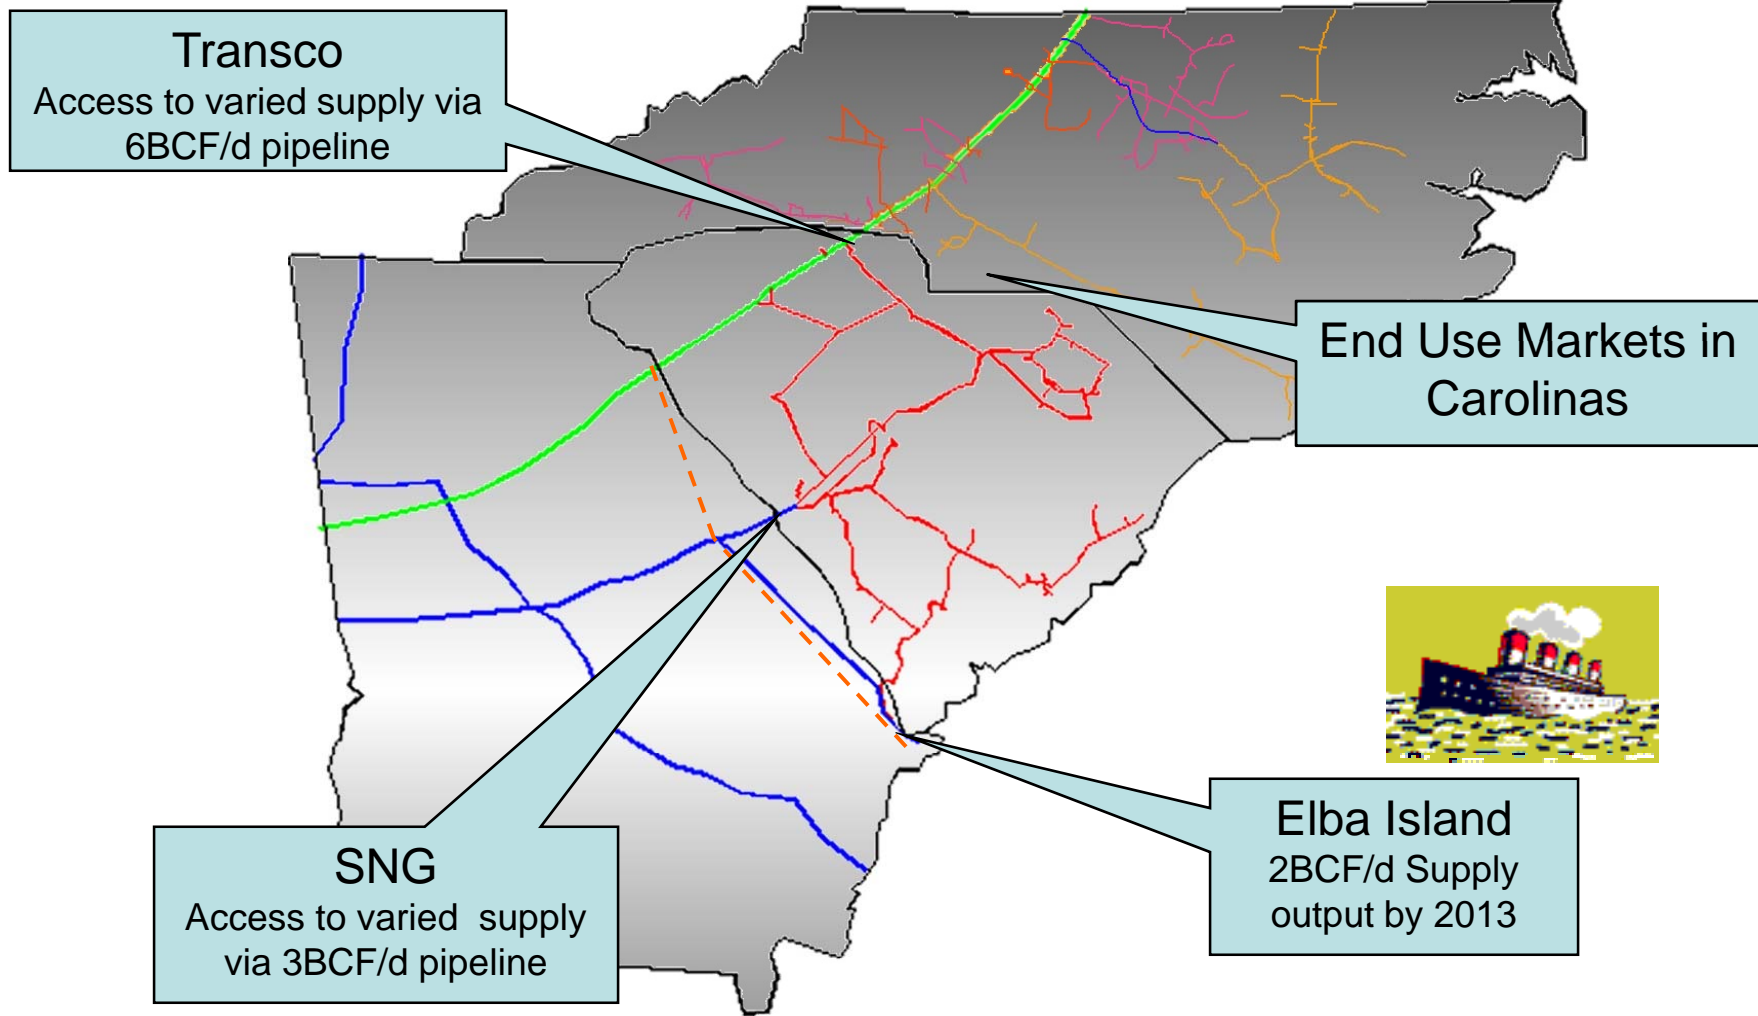 Transco
Access to varied supply via
6BCF/d pipeline
End Use Markets in
Carolinas
SNG
Access to varied supply
via 3BCF/d pipeline
Elba Island
2BCF/d Supply
output by 2013